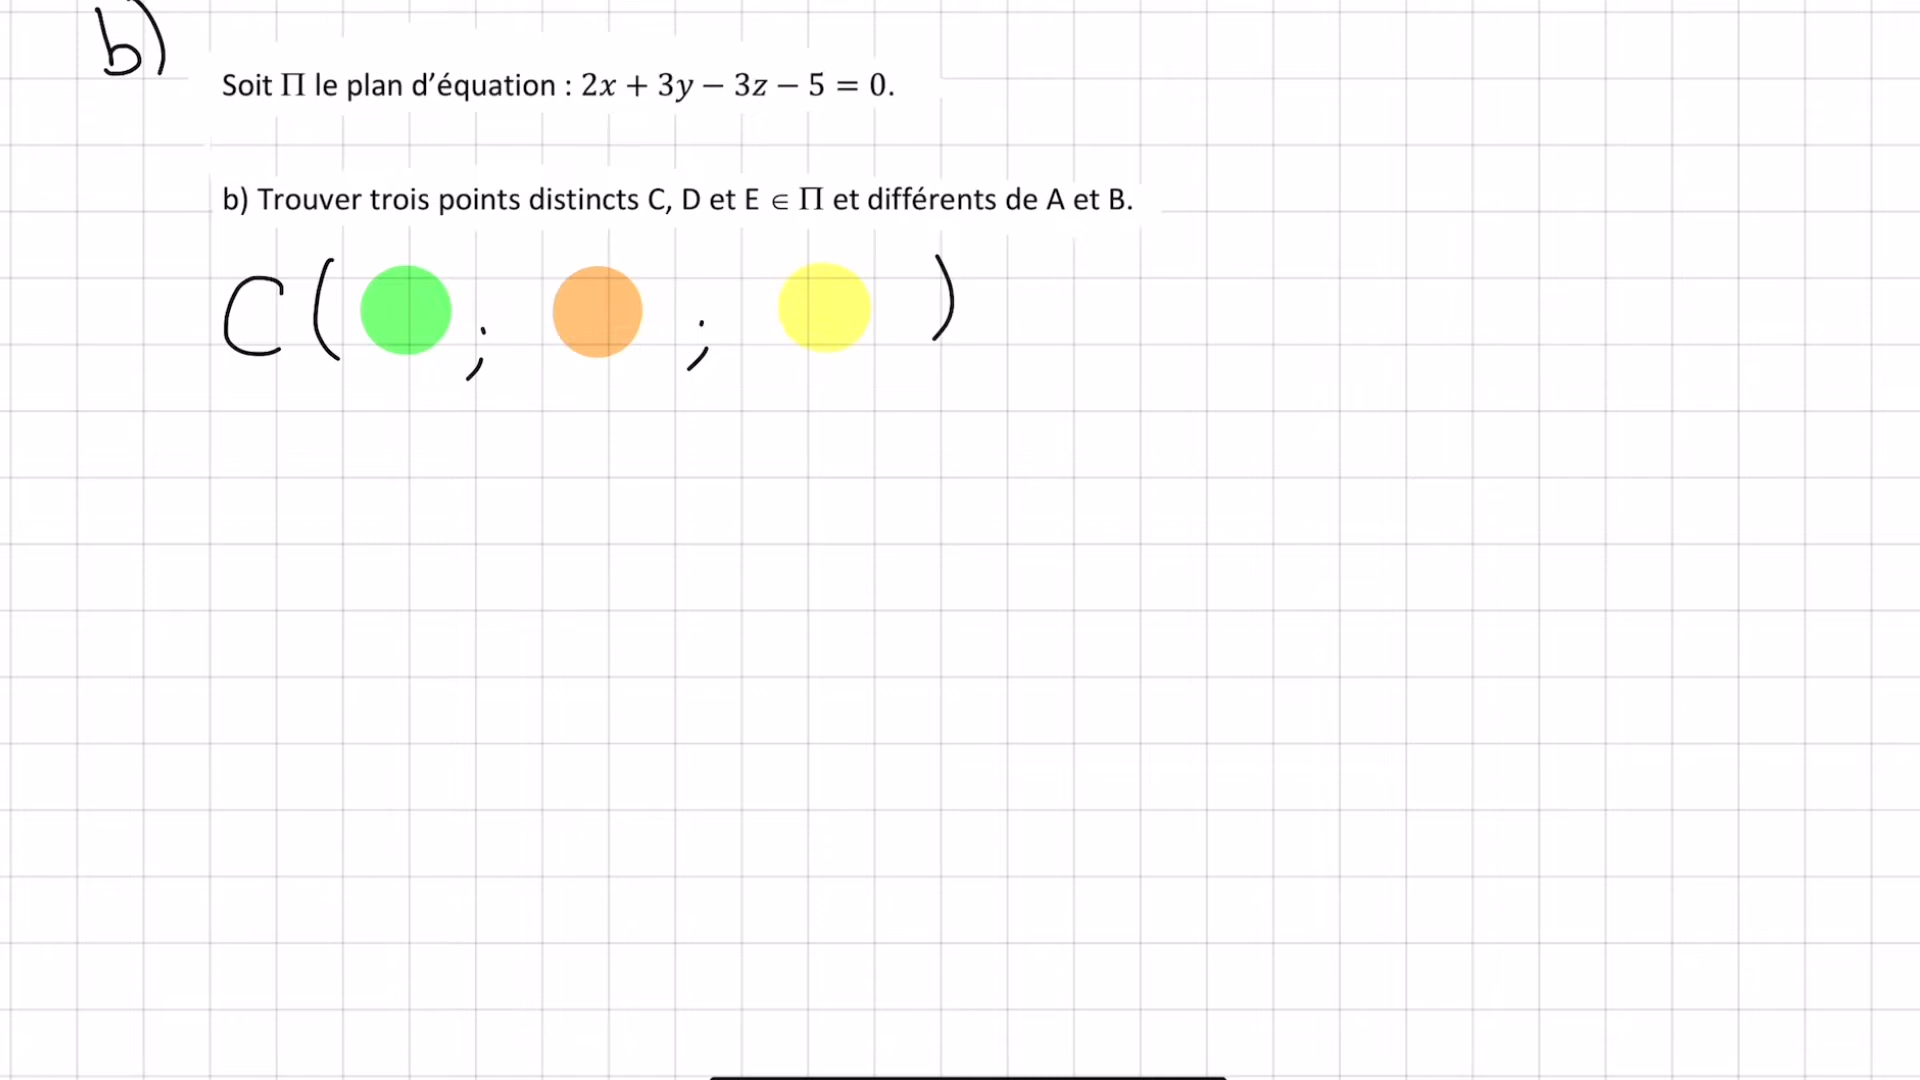 b)
Soit Π le plan d’équation : 2x + 3y − 3z − 5 = 0.
b) Trouver trois points distincts C, D et E ∈ Π et différents de A et B.
C( ; ; )